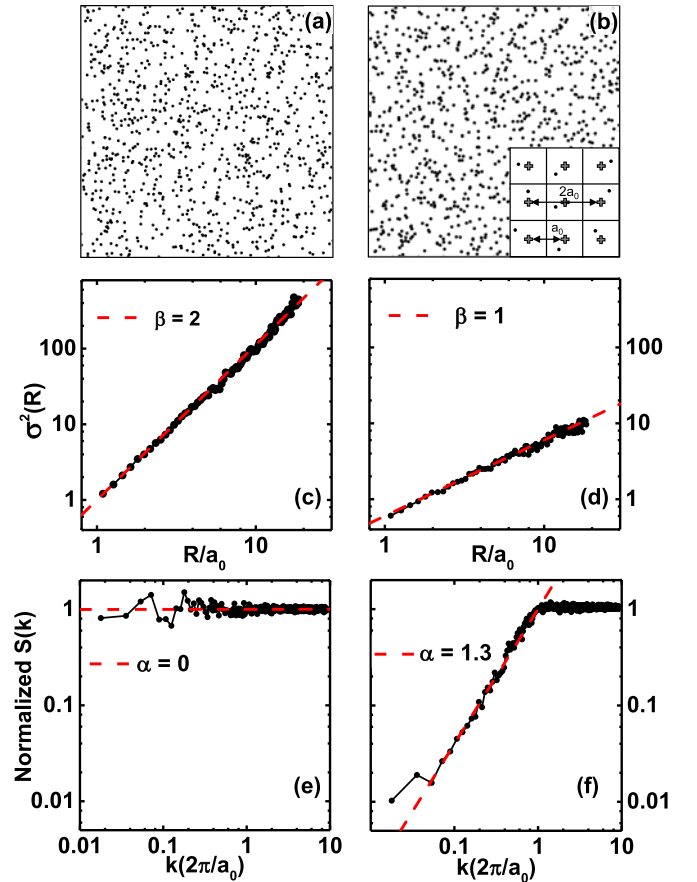 (a)
(b)
2a₀
a₀
β = 2
β = 1
100
10
1
σ²(R)
(c)
1
10
R/a₀
100
10
1
(d)
1
10
R/a₀
1
0.1
0.01
Normalized S(k)
α = 0
(e)
0.01
0.1
1
10
k(2π/a₀)
α = 1.3
1
0.1
0.01
(f)
0.1
1
10
k(2π/a₀)